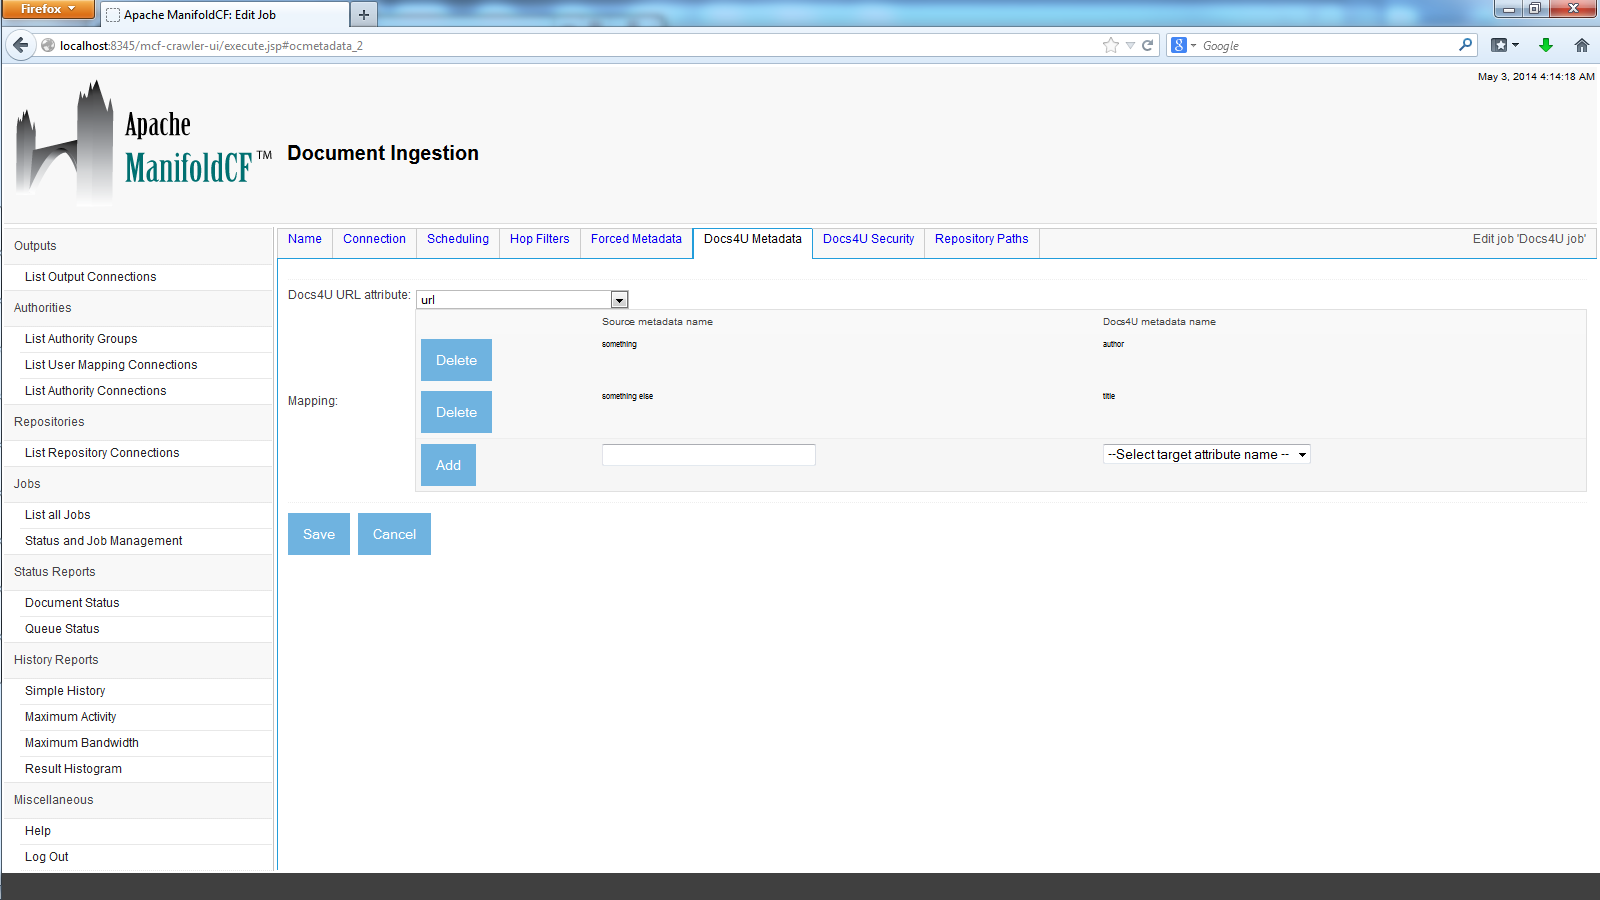 Firefox
Apache ManifoldCF: Edit Job
localhost:8345/mcf-crawler-ui/execute.jsp#ocmetadata_2
Google
May 3, 2014 4:14:18 AM
Apache
ManifoldCF™
Document Ingestion
Outputs
List Output Connections
Authorities
List Authority Groups
List User Mapping Connections
List Authority Connections
Repositories
List Repository Connections
Jobs
List all Jobs
Status and Job Management
Status Reports
Document Status
Queue Status
History Reports
Simple History
Maximum Activity
Maximum Bandwidth
Result Histogram
Miscellaneous
Help
Log Out
Name Connection Scheduling Hop Filters Forced Metadata Docs4U Metadata Docs4U Security Repository Paths Edit job 'Docs4U job'
Docs4U URL attribute: url
Mapping:
Source metadata name Docs4U metadata name
Delete something author
Delete something else title
Add --Select target attribute name --
Save Cancel